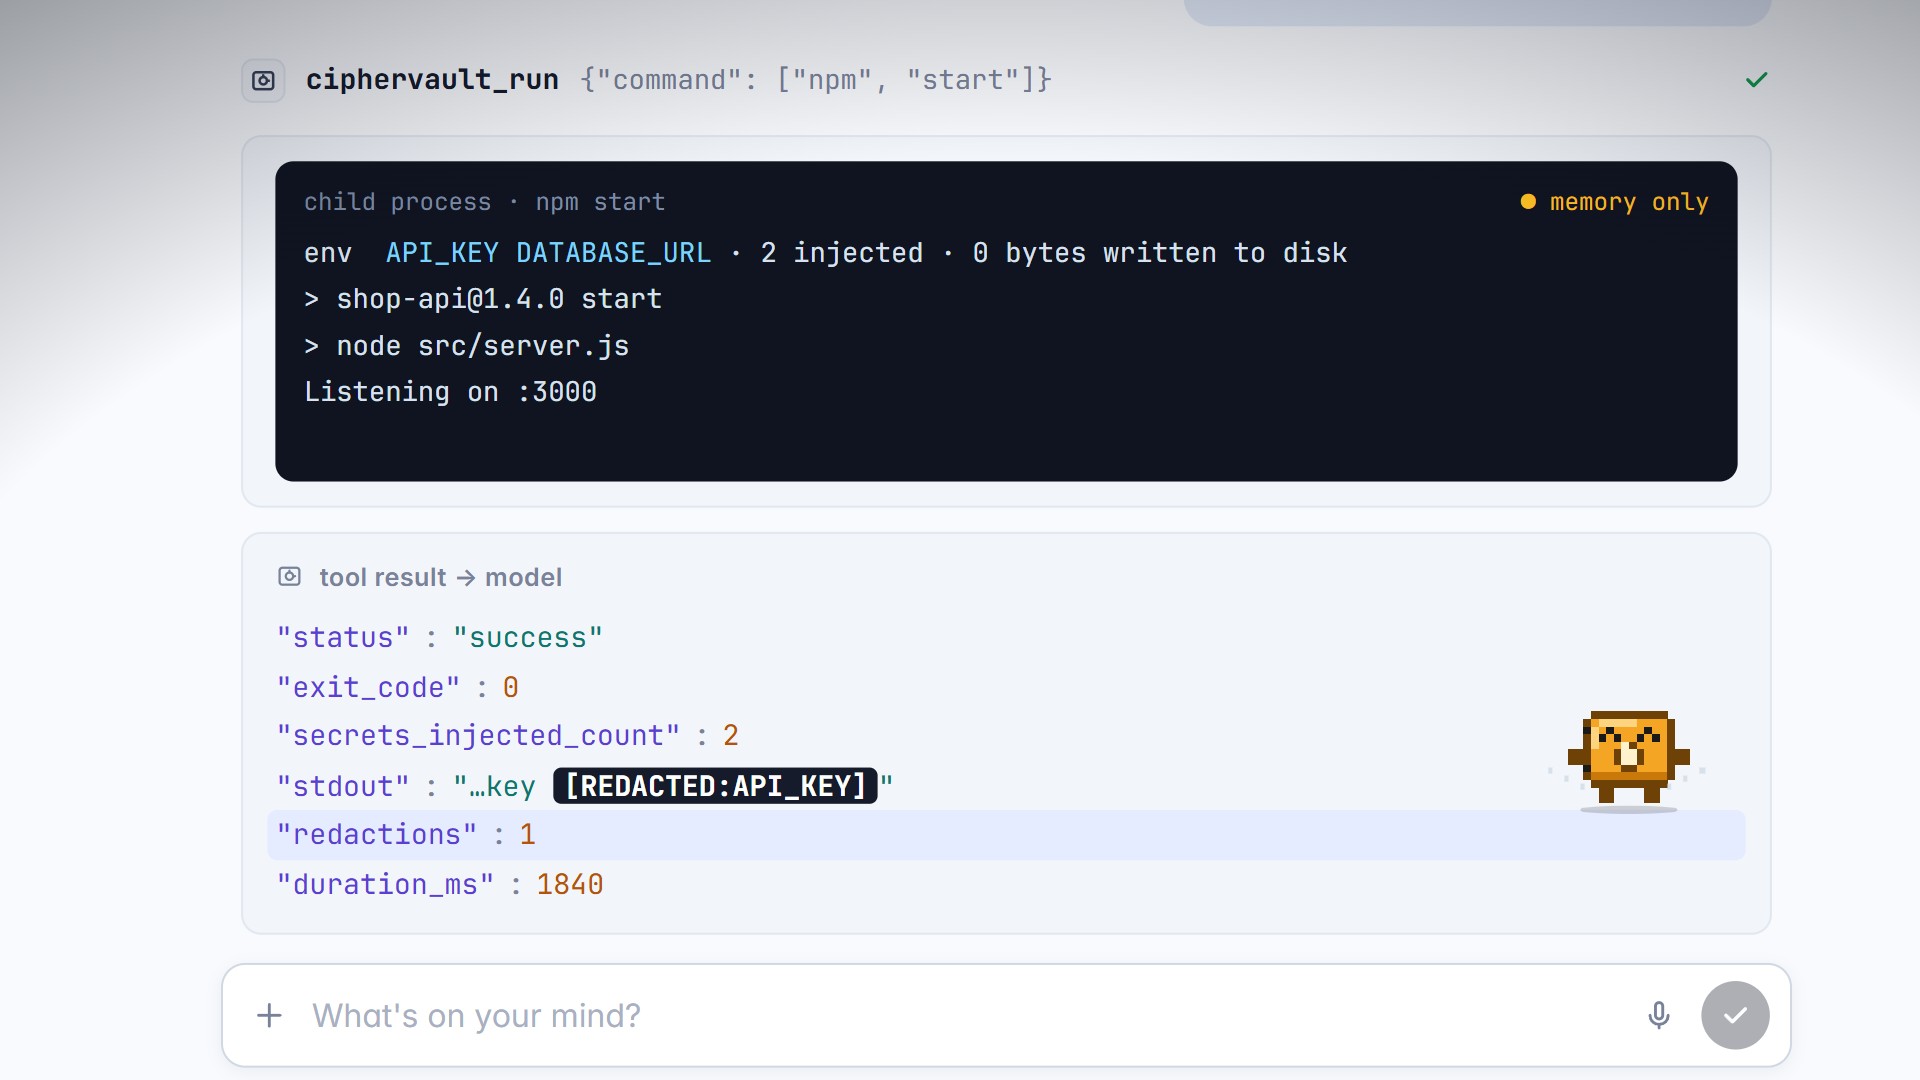 ciphervault_run {"command": ["npm", "start"]}
child process · npm start
memory only
env API_KEY DATABASE_URL · 2 injected · 0 bytes written to disk
> shop-api@1.4.0 start
> node src/server.js
Listening on :3000
tool result → model
"status" : "success"
"exit_code" : 0
"secrets_injected_count" : 2
"stdout" : "…key [REDACTED:API_KEY]"
"redactions" : 1
"duration_ms" : 1840
What's on your mind?